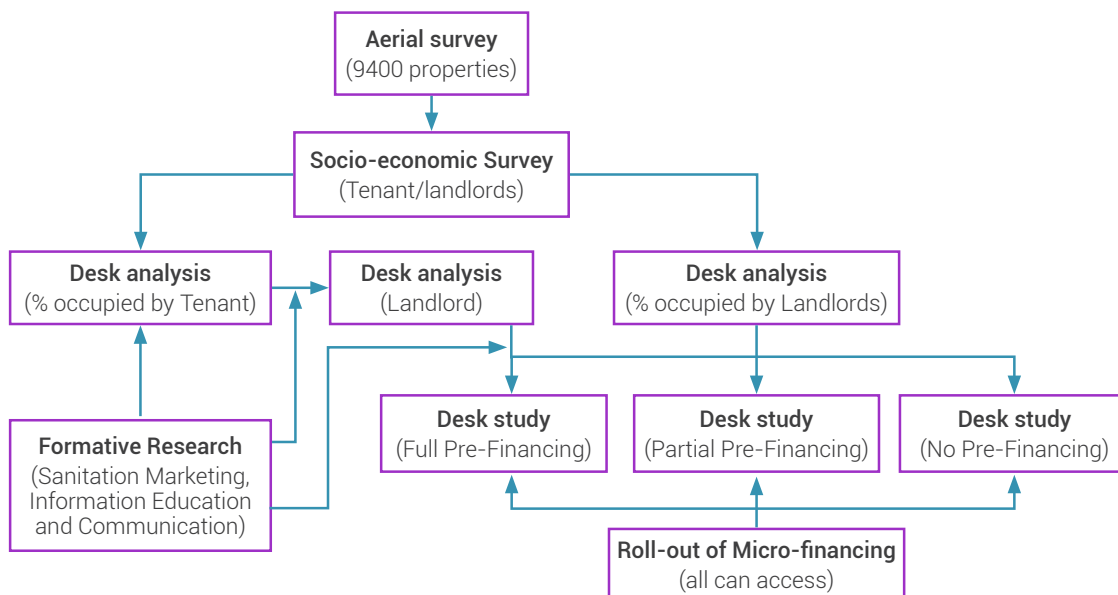 Aerial survey
(9400 properties)
Socio-economic Survey
(Tenant/landlords)
Desk analysis
(% occupied by Tenant)
Desk analysis
(Landlord)
Desk analysis
(% occupied by Landlords)
Formative Research
(Sanitation Marketing,
Information Education
and Communication)
Desk study
(Full Pre-Financing)
Desk study
(Partial Pre-Financing)
Desk study
(No Pre-Financing)
Roll-out of Micro-financing
(all can access)